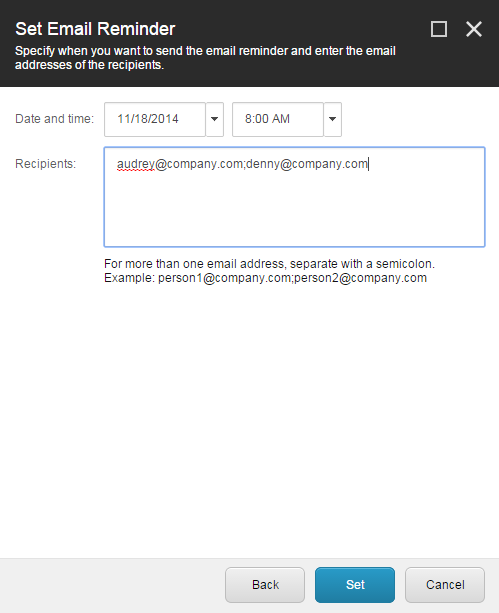 Set Email Reminder
Specify when you want to send the email reminder and enter the email
addresses of the recipients.
Date and time: 11/18/2014 8:00 AM
Recipients: audrey@company.com;denny@company.com
For more than one email address, separate with a semicolon.
Example: person1@company.com;person2@company.com
Back Set Cancel